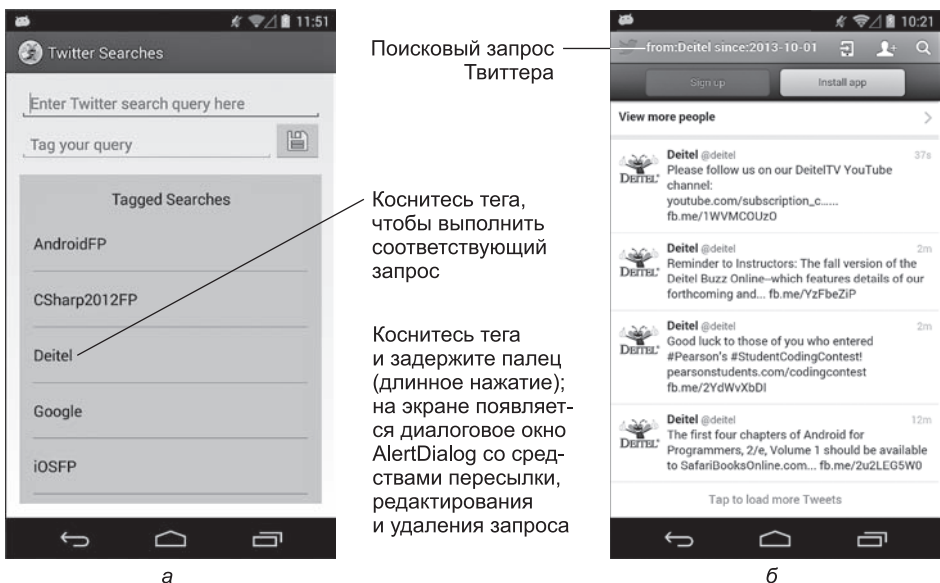 11:51
Twitter Searches
Enter Twitter search query here
Tag your query
Tagged Searches
AndroidFP
CSharp2012FP
Deitel
Google
iOSFP
а
Поисковый запрос
Твиттера
Коснитесь тега,
чтобы выполнить
соответствующий
запрос
Коснитесь тега
и задержите палец
(длинное нажатие);
на экране появляет-
ся диалоговое окно
AlertDialog со сред-
ствами пересылки,
редактирования
и удаления запроса
10:21
from:Deitel since:2013-10-01
Sign up
Install app
View more people
Deitel @deitel 37s
DEITEL
Please follow us on our DeitelTV YouTube
channel:
youtube.com/subscription_c......
fb.me/1WVMCOUzO
Deitel @deitel 2m
DEITEL
Reminder to Instructors: The fall version of the
Deitel Buzz Online--which features details of our
forthcoming and... fb.me/YzFbeZiP
Deitel @deitel 2m
DEITEL
Good luck to those of you who entered
#Pearson's #StudentCodingContest!
pearsonstudents.com/codingcontest
fb.me/2YdWvXbDI
Deitel @deitel 12m
DEITEL
The first four chapters of Android for
Programmers, 2/e, Volume 1 should be available
to SafariBooksOnline.com... fb.me/2u2LEG5W0
Tap to load more Tweets
б